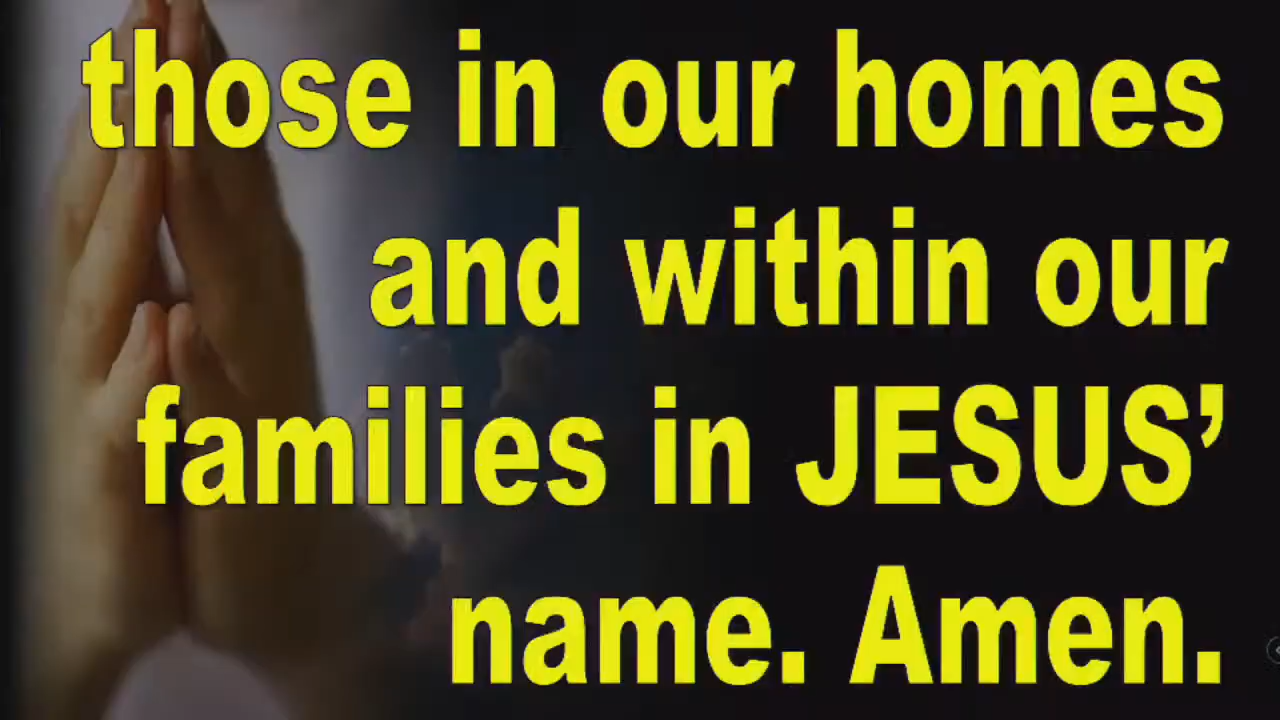 those in our homes
and within our
families in JESUS’
name. Amen.